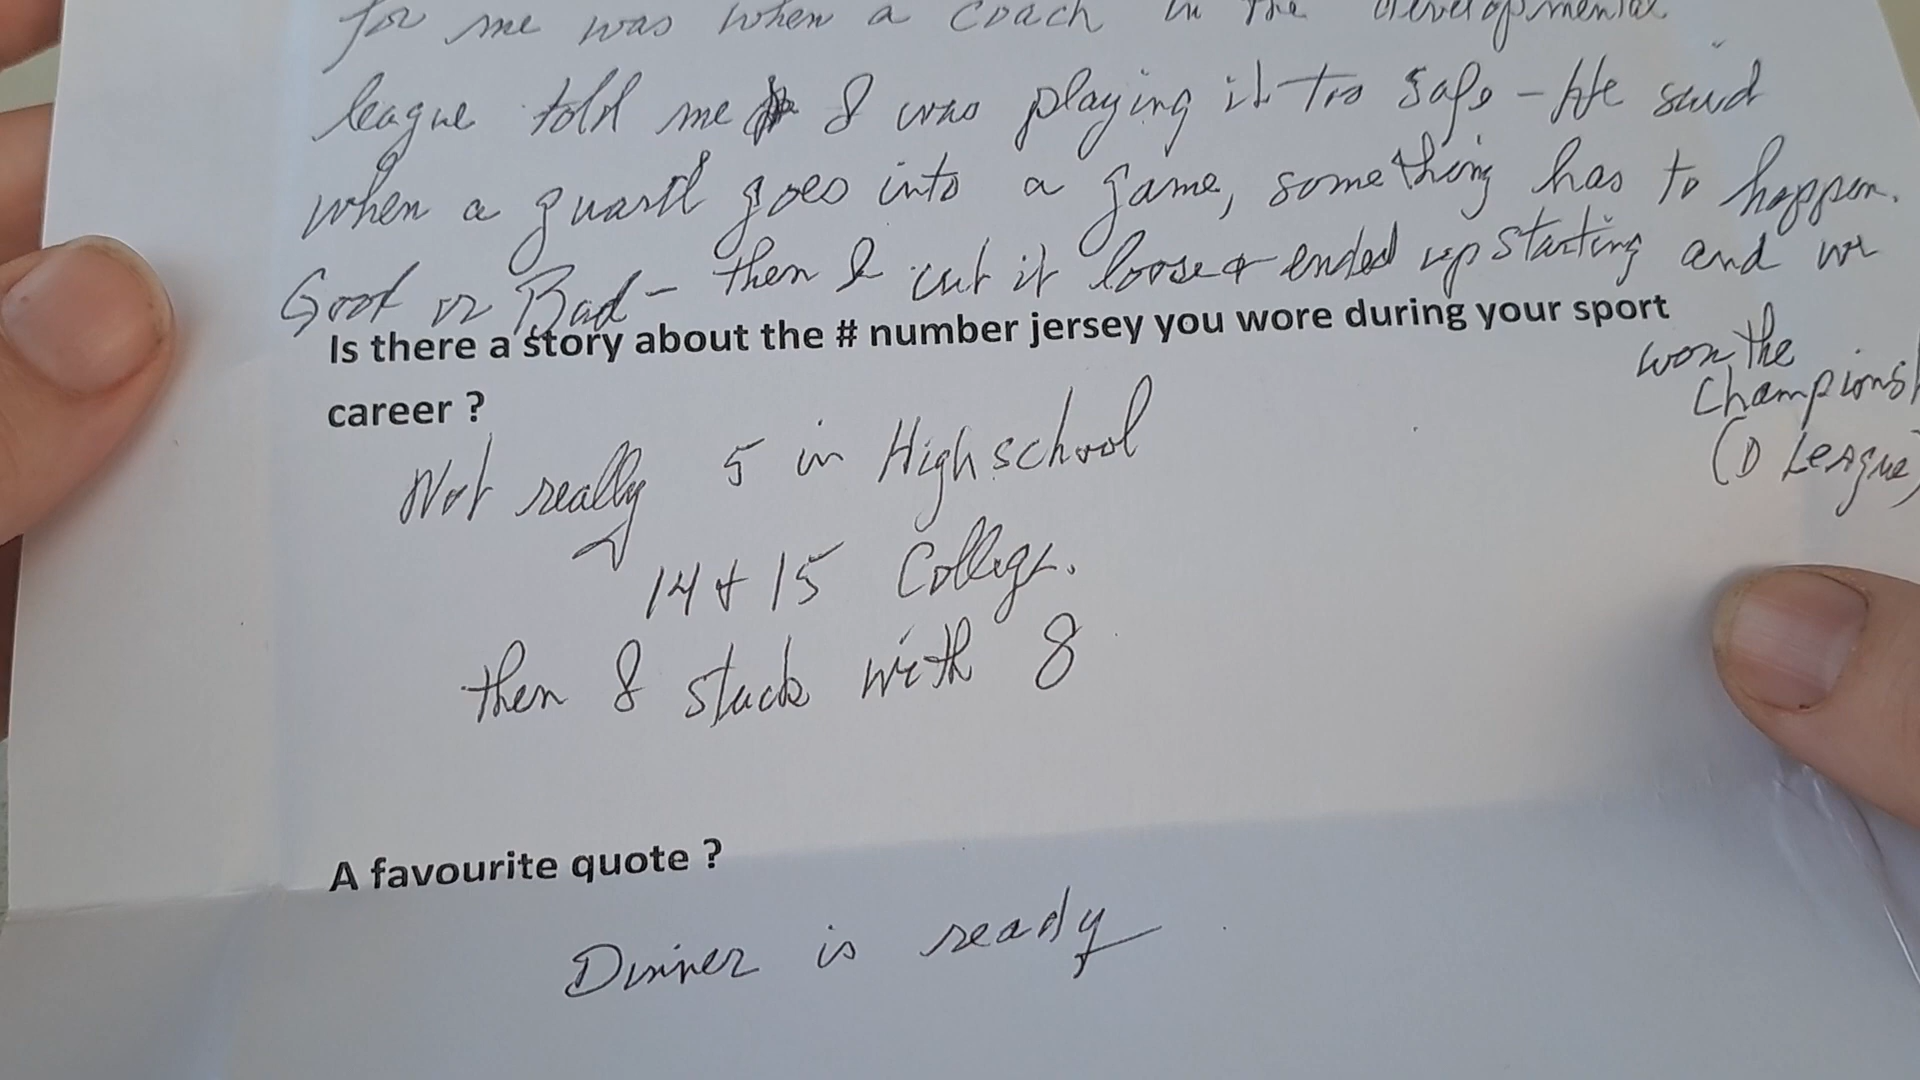 for me was when a coach in the developmental
league told me I was playing it too safe - He said
when a guard goes into a game, something has to happen.
Good or Bad - then I cut it loose & ended up starting and we
won the
Championsh
(D League)
Is there a story about the # number jersey you wore during your sport
career ?
Not really 5 in High school
14 + 15 College.
then I stuck with 8
A favourite quote ?
Dinner is ready